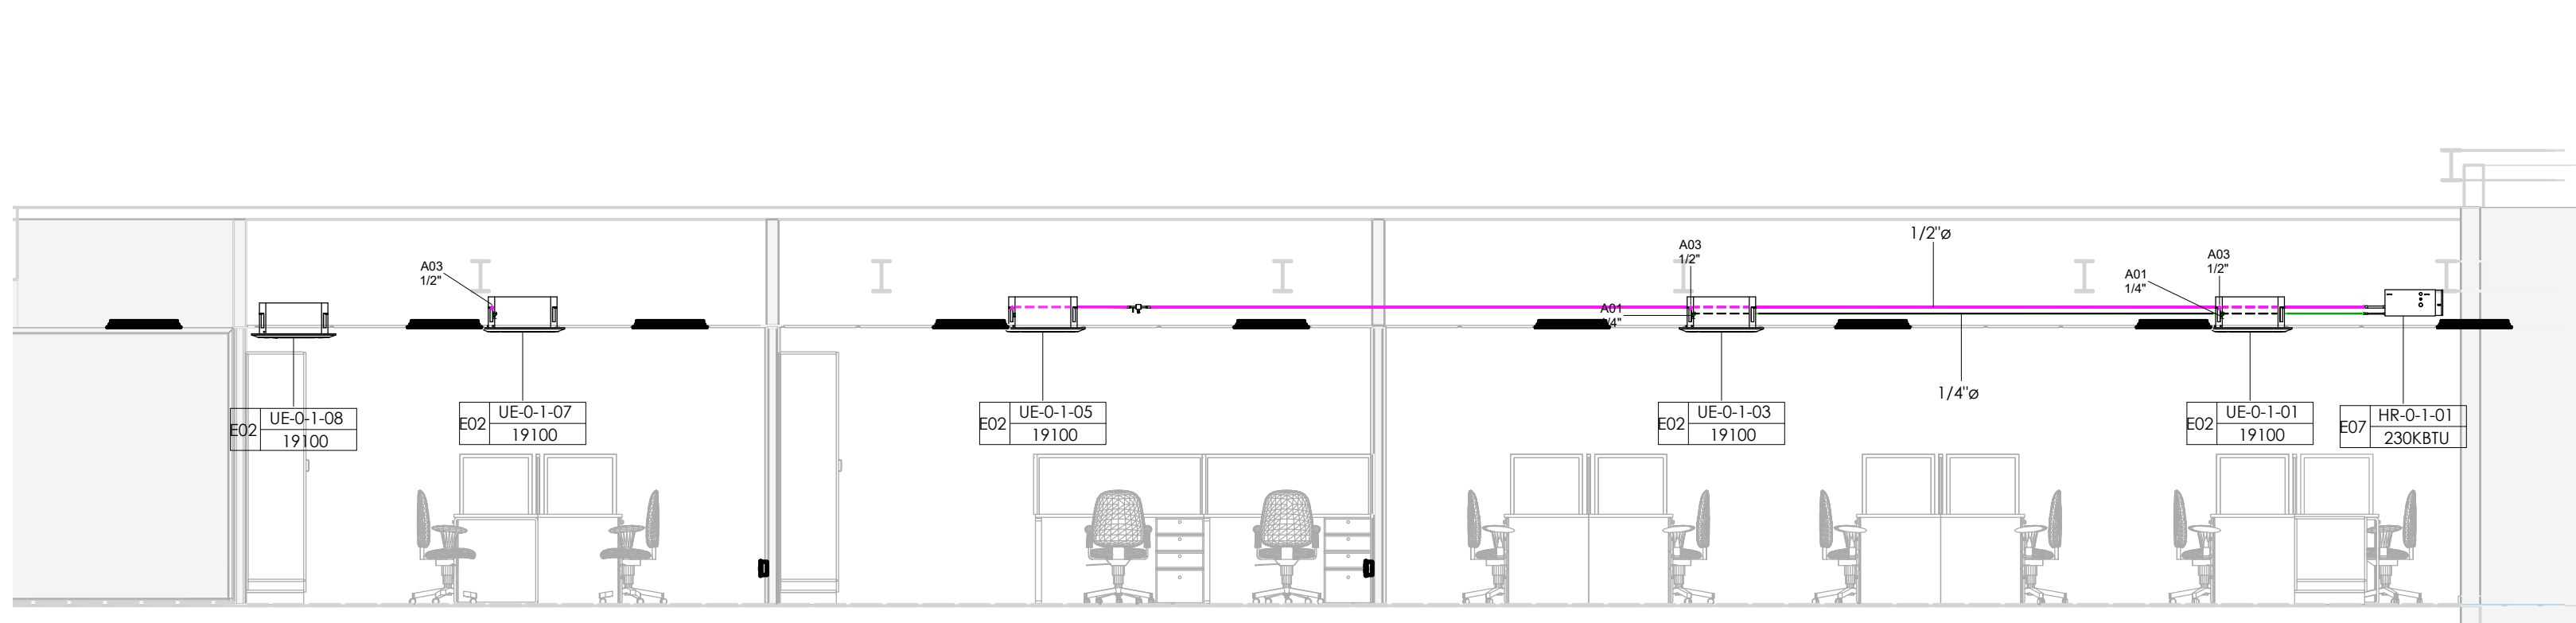 A03
1/2"
A03
1/2"
1/2"⌀
A03
1/2"
A01
1/4"
A01
1/4"
1/4"⌀
E02
UE-0-1-08
19100
E02
UE-0-1-07
19100
E02
UE-0-1-05
19100
E02
UE-0-1-03
19100
E02
UE-0-1-01
19100
E07
HR-0-1-01
230KBTU